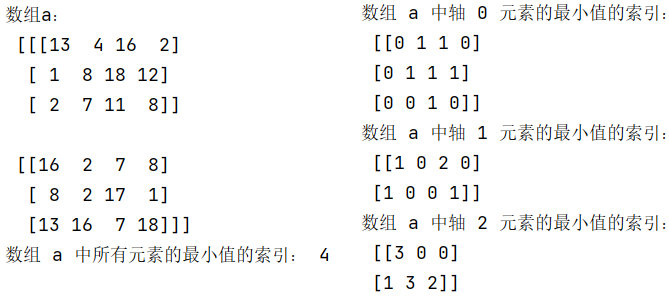 数组a:
[[[13  4 16  2]
[ 1  8 18 12]
[ 2  7 11  8]]
[[16  2  7  8]
[ 8  2 17  1]
[13 16  7 18]]]
数组 a 中所有元素的最小值的索引: 4
数组 a 中轴 0 元素的最小值的索引:
[[0 1 1 0]
[0 1 1 1]
[0 0 1 0]]
数组 a 中轴 1 元素的最小值的索引:
[[1 0 2 0]
[1 0 0 1]]
数组 a 中轴 2 元素的最小值的索引:
[[3 0 0]
[1 3 2]]